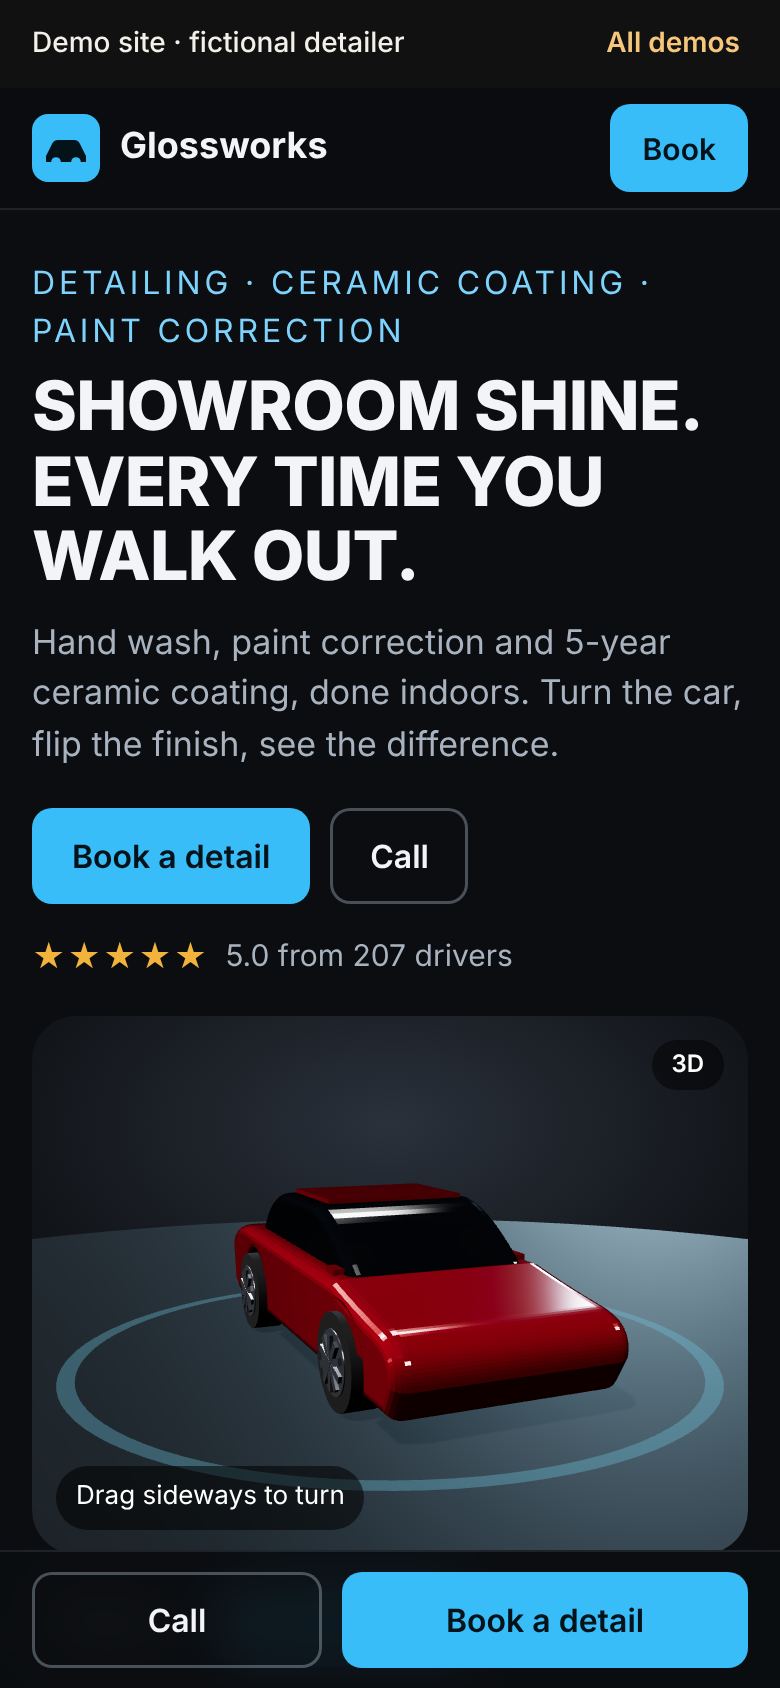 Demo site · fictional detailer
All demos
Glossworks
Book
DETAILING · CERAMIC COATING ·
PAINT CORRECTION
SHOWROOM SHINE.
EVERY TIME YOU
WALK OUT.
Hand wash, paint correction and 5-year
ceramic coating, done indoors. Turn the car,
flip the finish, see the difference.
Book a detail
Call
★★★★★ 5.0 from 207 drivers
3D
Drag sideways to turn
Call
Book a detail